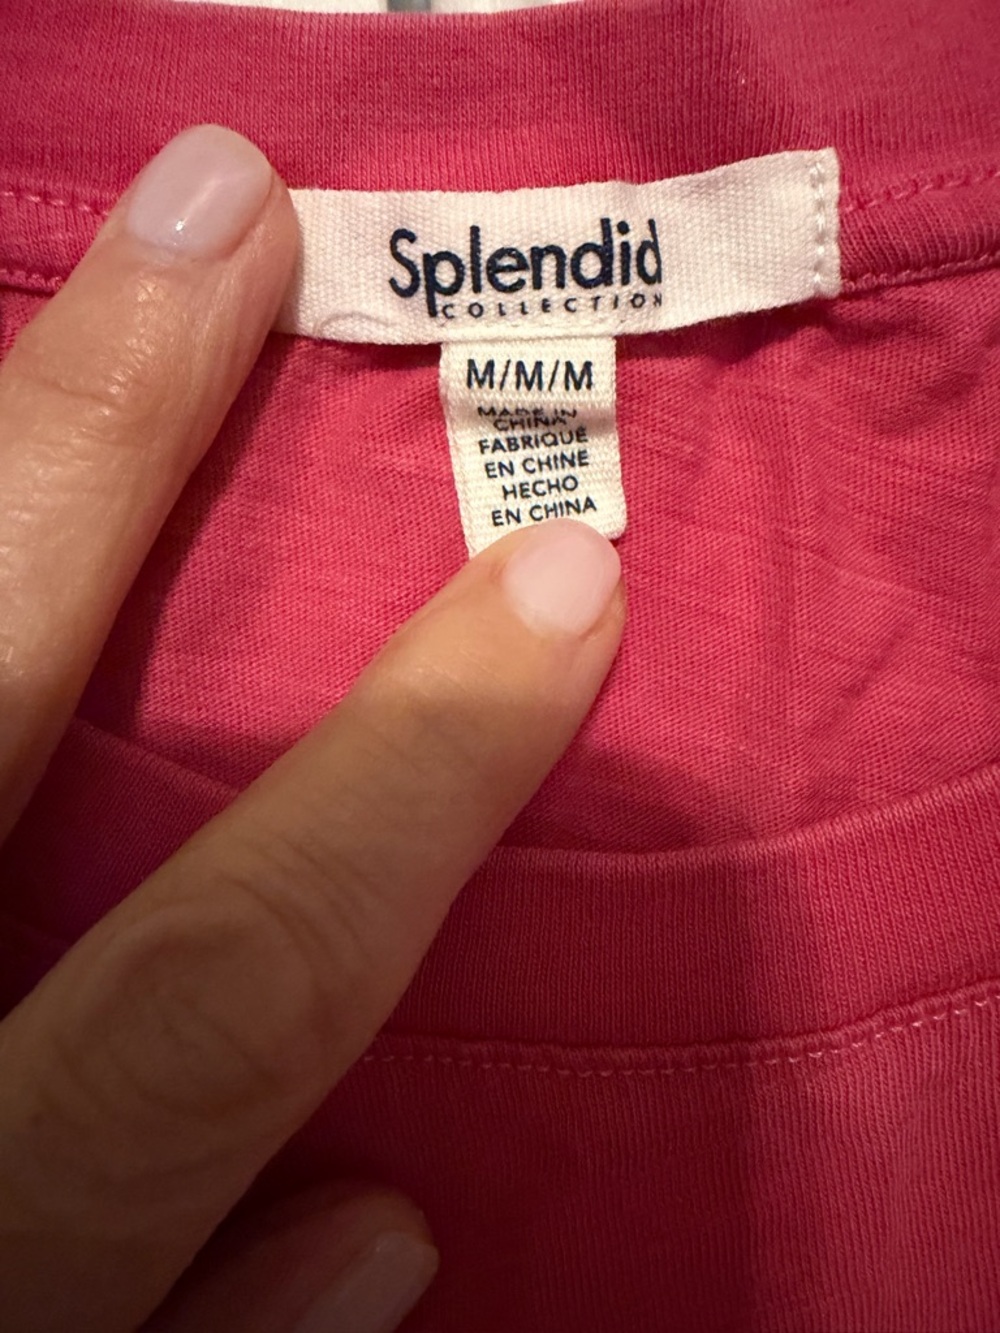 Splendid
COLLECTION
M/M/M
MADE IN
CHINA
FABRIQUÉ
EN CHINE
HECHO
EN CHINA